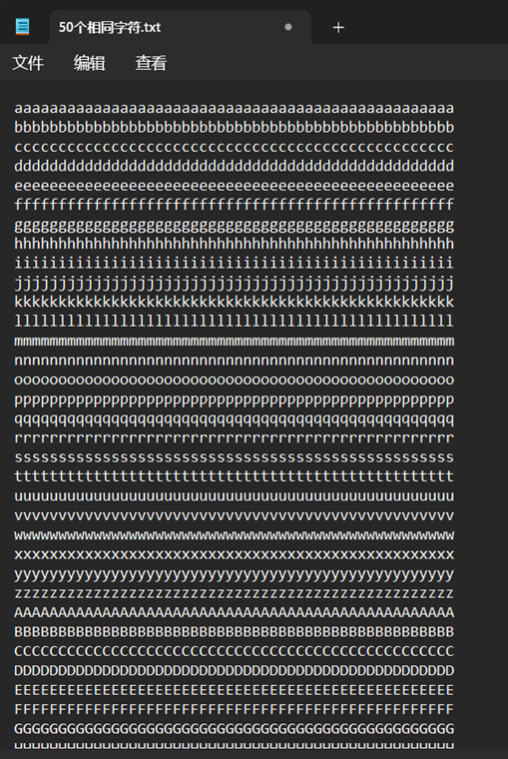 50个相同字符.txt
文件 编辑 查看
aaaaaaaaaaaaaaaaaaaaaaaaaaaaaaaaaaaaaaaaaaaaaaaaaa
bbbbbbbbbbbbbbbbbbbbbbbbbbbbbbbbbbbbbbbbbbbbbbbbbb
cccccccccccccccccccccccccccccccccccccccccccccccccc
dddddddddddddddddddddddddddddddddddddddddddddddddd
eeeeeeeeeeeeeeeeeeeeeeeeeeeeeeeeeeeeeeeeeeeeeeeeee
ffffffffffffffffffffffffffffffffffffffffffffffffff
gggggggggggggggggggggggggggggggggggggggggggggggggg
hhhhhhhhhhhhhhhhhhhhhhhhhhhhhhhhhhhhhhhhhhhhhhhhhh
iiiiiiiiiiiiiiiiiiiiiiiiiiiiiiiiiiiiiiiiiiiiiiiiii
jjjjjjjjjjjjjjjjjjjjjjjjjjjjjjjjjjjjjjjjjjjjjjjjjj
kkkkkkkkkkkkkkkkkkkkkkkkkkkkkkkkkkkkkkkkkkkkkkkkkk
llllllllllllllllllllllllllllllllllllllllllllllllll
mmmmmmmmmmmmmmmmmmmmmmmmmmmmmmmmmmmmmmmmmmmmmmmmmm
nnnnnnnnnnnnnnnnnnnnnnnnnnnnnnnnnnnnnnnnnnnnnnnnnn
oooooooooooooooooooooooooooooooooooooooooooooooooo
pppppppppppppppppppppppppppppppppppppppppppppppppp
qqqqqqqqqqqqqqqqqqqqqqqqqqqqqqqqqqqqqqqqqqqqqqqqqq
rrrrrrrrrrrrrrrrrrrrrrrrrrrrrrrrrrrrrrrrrrrrrrrrrr
ssssssssssssssssssssssssssssssssssssssssssssssssss
tttttttttttttttttttttttttttttttttttttttttttttttttt
uuuuuuuuuuuuuuuuuuuuuuuuuuuuuuuuuuuuuuuuuuuuuuuuuu
vvvvvvvvvvvvvvvvvvvvvvvvvvvvvvvvvvvvvvvvvvvvvvvvvv
wwwwwwwwwwwwwwwwwwwwwwwwwwwwwwwwwwwwwwwwwwwwwwwwww
xxxxxxxxxxxxxxxxxxxxxxxxxxxxxxxxxxxxxxxxxxxxxxxxxx
yyyyyyyyyyyyyyyyyyyyyyyyyyyyyyyyyyyyyyyyyyyyyyyyyy
zzzzzzzzzzzzzzzzzzzzzzzzzzzzzzzzzzzzzzzzzzzzzzzzzz
AAAAAAAAAAAAAAAAAAAAAAAAAAAAAAAAAAAAAAAAAAAAAAAAAA
BBBBBBBBBBBBBBBBBBBBBBBBBBBBBBBBBBBBBBBBBBBBBBBBBB
CCCCCCCCCCCCCCCCCCCCCCCCCCCCCCCCCCCCCCCCCCCCCCCCCC
DDDDDDDDDDDDDDDDDDDDDDDDDDDDDDDDDDDDDDDDDDDDDDDDDD
EEEEEEEEEEEEEEEEEEEEEEEEEEEEEEEEEEEEEEEEEEEEEEEEEE
FFFFFFFFFFFFFFFFFFFFFFFFFFFFFFFFFFFFFFFFFFFFFFFFFF
GGGGGGGGGGGGGGGGGGGGGGGGGGGGGGGGGGGGGGGGGGGGGGGGGG